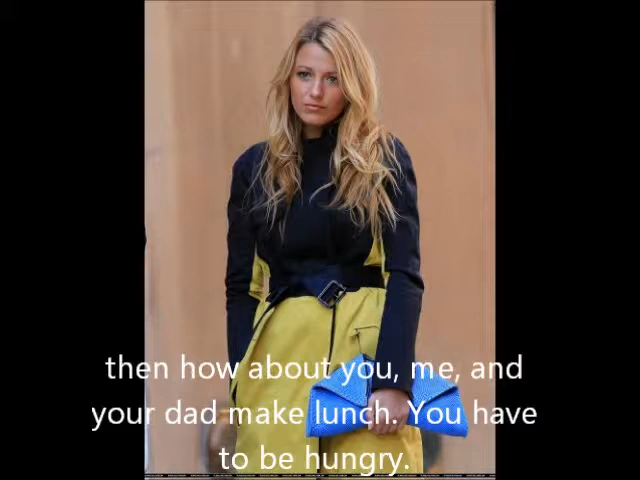 then how about you, me, and
your dad make lunch. You have
to be hungry.